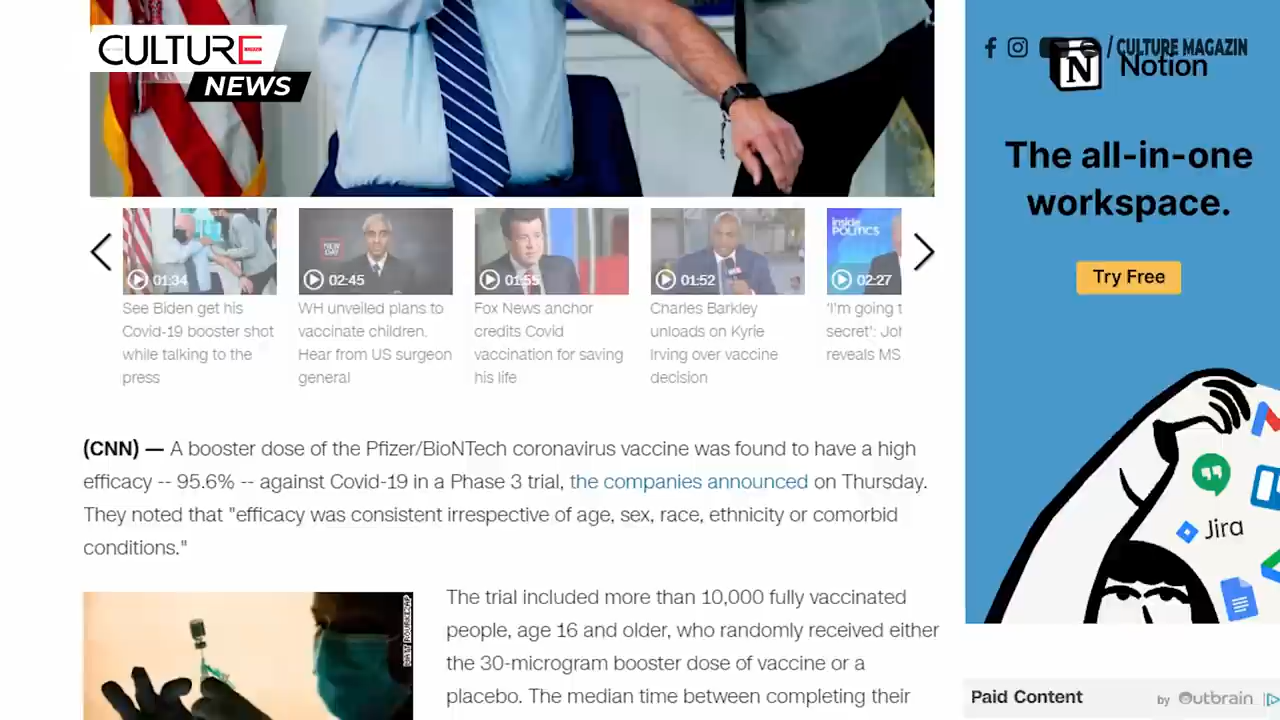 CULTURE
NEWS
/ CULTURE MAGAZIN
N
Notion
The all-in-one
workspace.
Try Free
Jira
01:34
NEW
DAY
02:45
01:55
01:52
inside
POLITICS
02:27
See Biden get his
Covid-19 booster shot
while talking to the
press
WH unveiled plans to
vaccinate children.
Hear from US surgeon
general
Fox News anchor
credits Covid
vaccination for saving
his life
Charles Barkley
unloads on Kyrie
Irving over vaccine
decision
'I'm going t
secret': Joh
reveals MS
(CNN) — A booster dose of the Pfizer/BioNTech coronavirus vaccine was found to have a high
efficacy -- 95.6% -- against Covid-19 in a Phase 3 trial, the companies announced on Thursday.
They noted that "efficacy was consistent irrespective of age, sex, race, ethnicity or comorbid
conditions."
The trial included more than 10,000 fully vaccinated
people, age 16 and older, who randomly received either
the 30-microgram booster dose of vaccine or a
placebo. The median time between completing their
Paid Content
by Outbrain